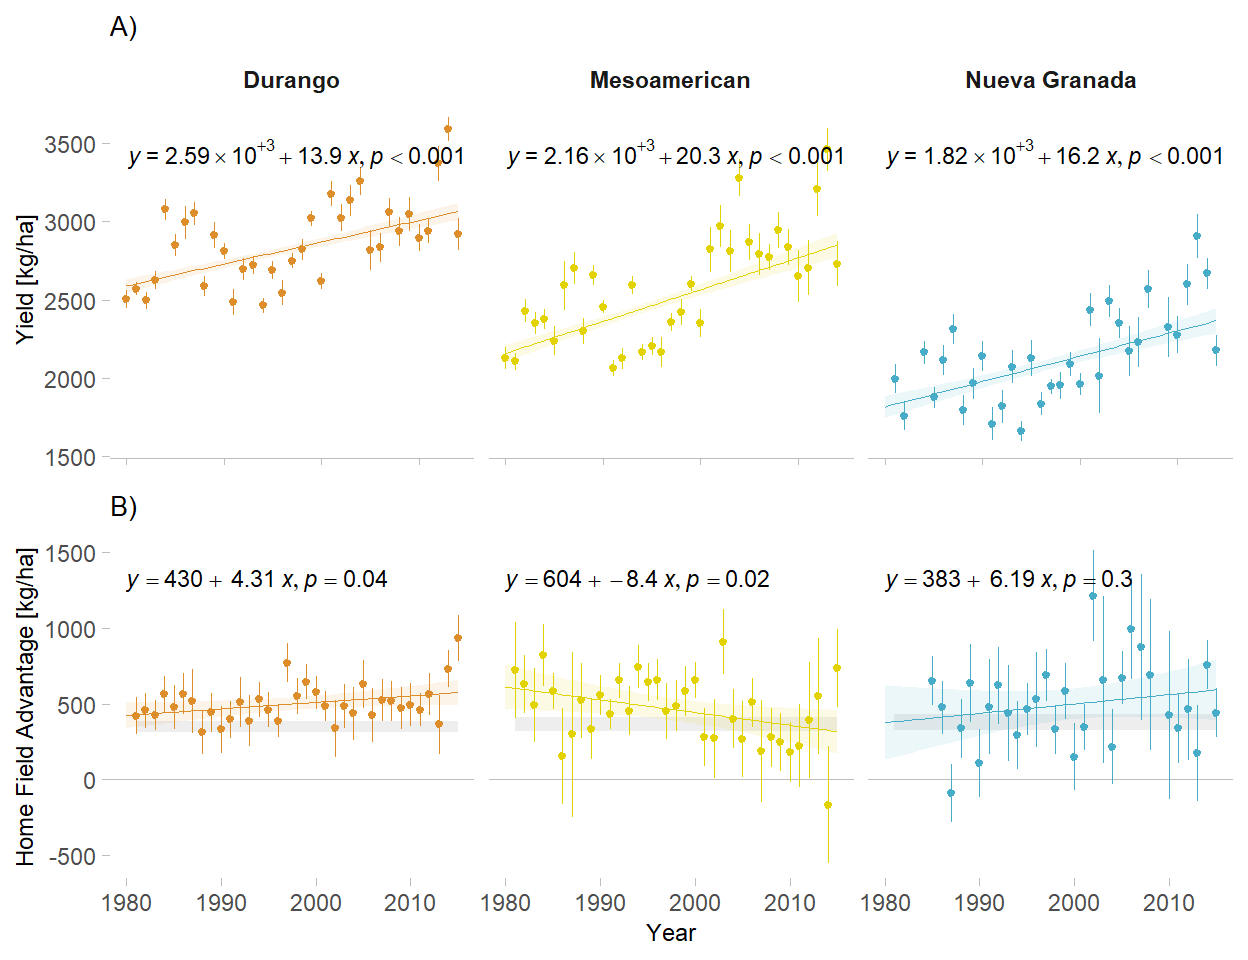 A)
Durango Mesoamerican Nueva Granada
Yield [kg/ha]
3500
3000
2500
2000
1500
y = 2.59 × 10⁺³ + 13.9 x, p < 0.001
y = 2.16 × 10⁺³ + 20.3 x, p < 0.001
y = 1.82 × 10⁺³ + 16.2 x, p < 0.001
B)
Home Field Advantage [kg/ha]
1500
1000
500
0
-500
y = 430 + 4.31 x, p = 0.04
y = 604 + −8.4 x, p = 0.02
y = 383 + 6.19 x, p = 0.3
1980 1990 2000 2010 1980 1990 2000 2010 1980 1990 2000 2010
Year